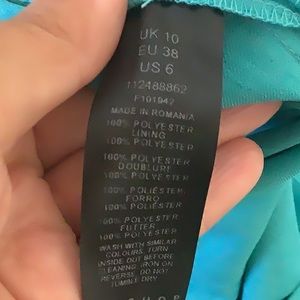 UK 10
EU 38
US 6
112488862
F101942
MADE IN ROMANIA
100% POLYESTER
LINING
100% POLYESTER
100% POLYESTER
DOUBLURE
100% POLYESTER
100% POLIÉSTER
FORRO
100% POLIÉSTER
100% POLYESTER
FUTTER
100% POLYESTER
WASH WITH SIMILAR
COLOURS, TURN
INSIDE OUT BEFORE
CLEANING, IRON ON
REVERSE, DO NOT
TUMBLE DRY